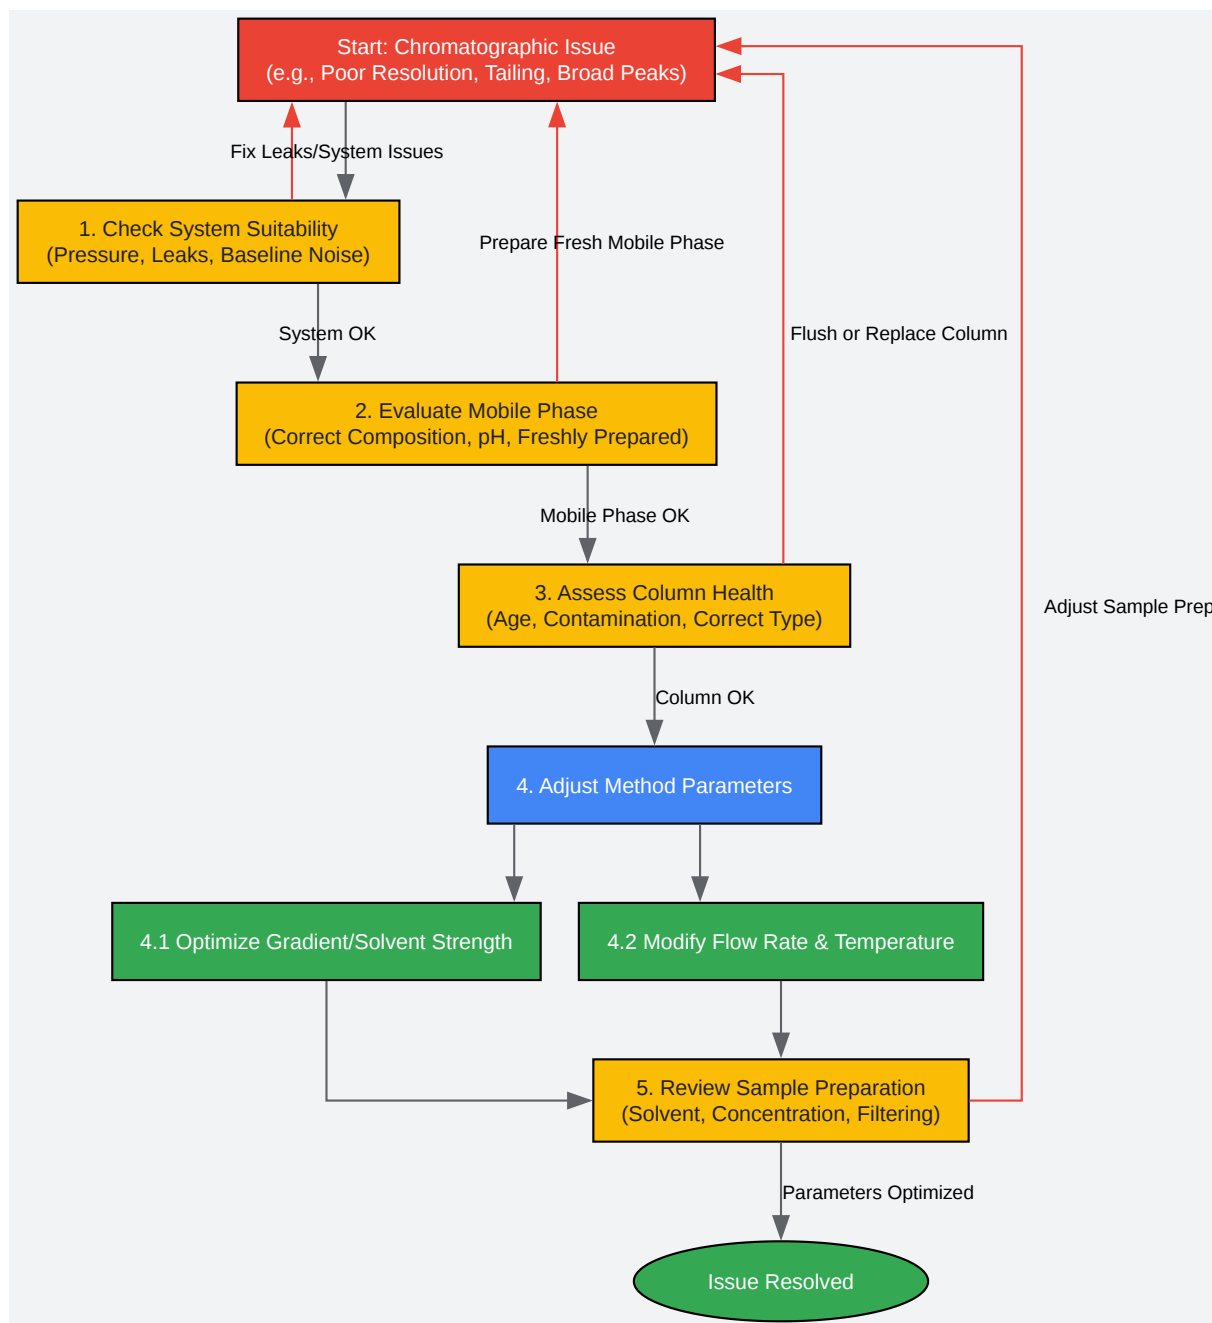 Start: Chromatographic Issue
(e.g., Poor Resolution, Tailing, Broad Peaks)
Fix Leaks/System Issues
1. Check System Suitability
(Pressure, Leaks, Baseline Noise)
Prepare Fresh Mobile Phase
System OK
Flush or Replace Column
2. Evaluate Mobile Phase
(Correct Composition, pH, Freshly Prepared)
Mobile Phase OK
3. Assess Column Health
(Age, Contamination, Correct Type)
Adjust Sample Prep
Column OK
4. Adjust Method Parameters
4.1 Optimize Gradient/Solvent Strength
4.2 Modify Flow Rate & Temperature
5. Review Sample Preparation
(Solvent, Concentration, Filtering)
Parameters Optimized
Issue Resolved